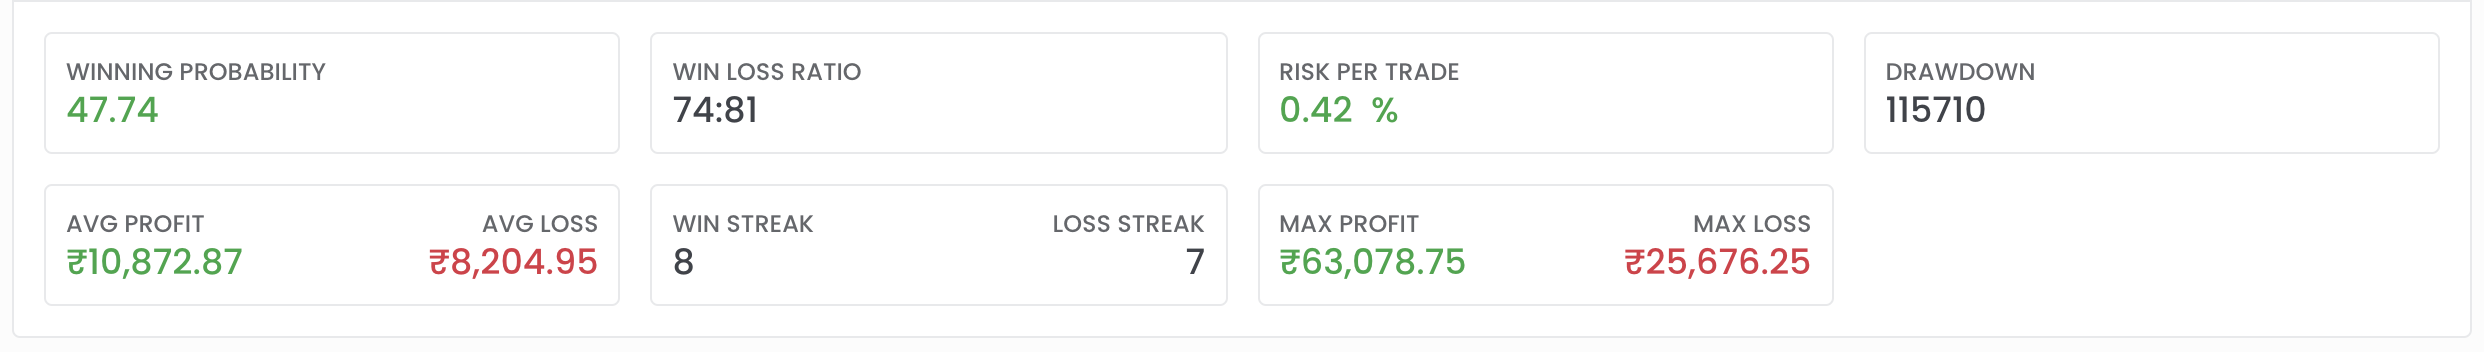 WINNING PROBABILITY
47.74
WIN LOSS RATIO
74:81
RISK PER TRADE
0.42 %
DRAWDOWN
115710
AVG PROFIT
₹10,872.87
AVG LOSS
₹8,204.95
WIN STREAK
8
LOSS STREAK
7
MAX PROFIT
₹63,078.75
MAX LOSS
₹25,676.25